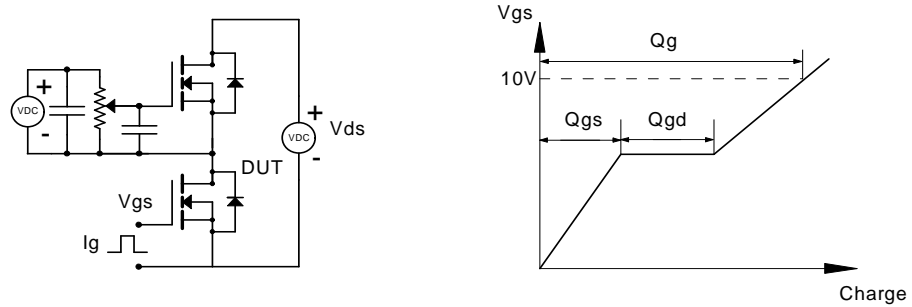 VDC
+
-
Vgs
Ig
DUT
VDC
+
-
Vds
Vgs
Qg
10V
Qgs
Qgd
Charge